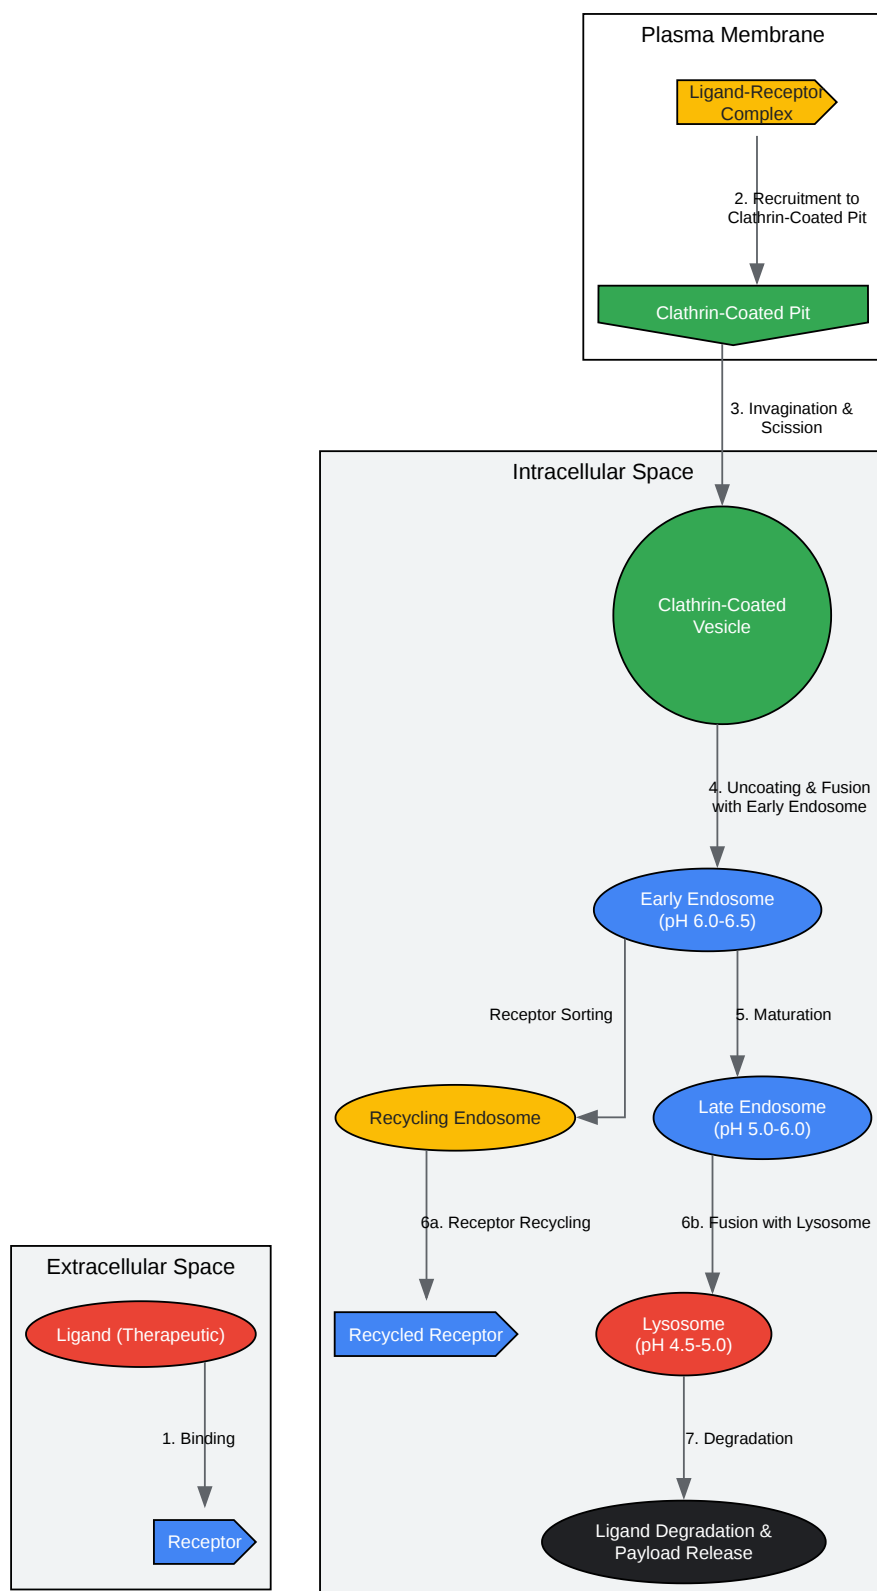 Plasma Membrane
Ligand-Receptor
Complex
2. Recruitment to
Clathrin-Coated Pit
Clathrin-Coated Pit
3. Invagination &
Scission
Intracellular Space
Clathrin-Coated
Vesicle
4. Uncoating & Fusion
with Early Endosome
Early Endosome
(pH 6.0-6.5)
Receptor Sorting
5. Maturation
Recycling Endosome
Late Endosome
(pH 5.0-6.0)
6a. Receptor Recycling
6b. Fusion with Lysosome
Recycled Receptor
Lysosome
(pH 4.5-5.0)
7. Degradation
Ligand Degradation &
Payload Release
Extracellular Space
Ligand (Therapeutic)
1. Binding
Receptor